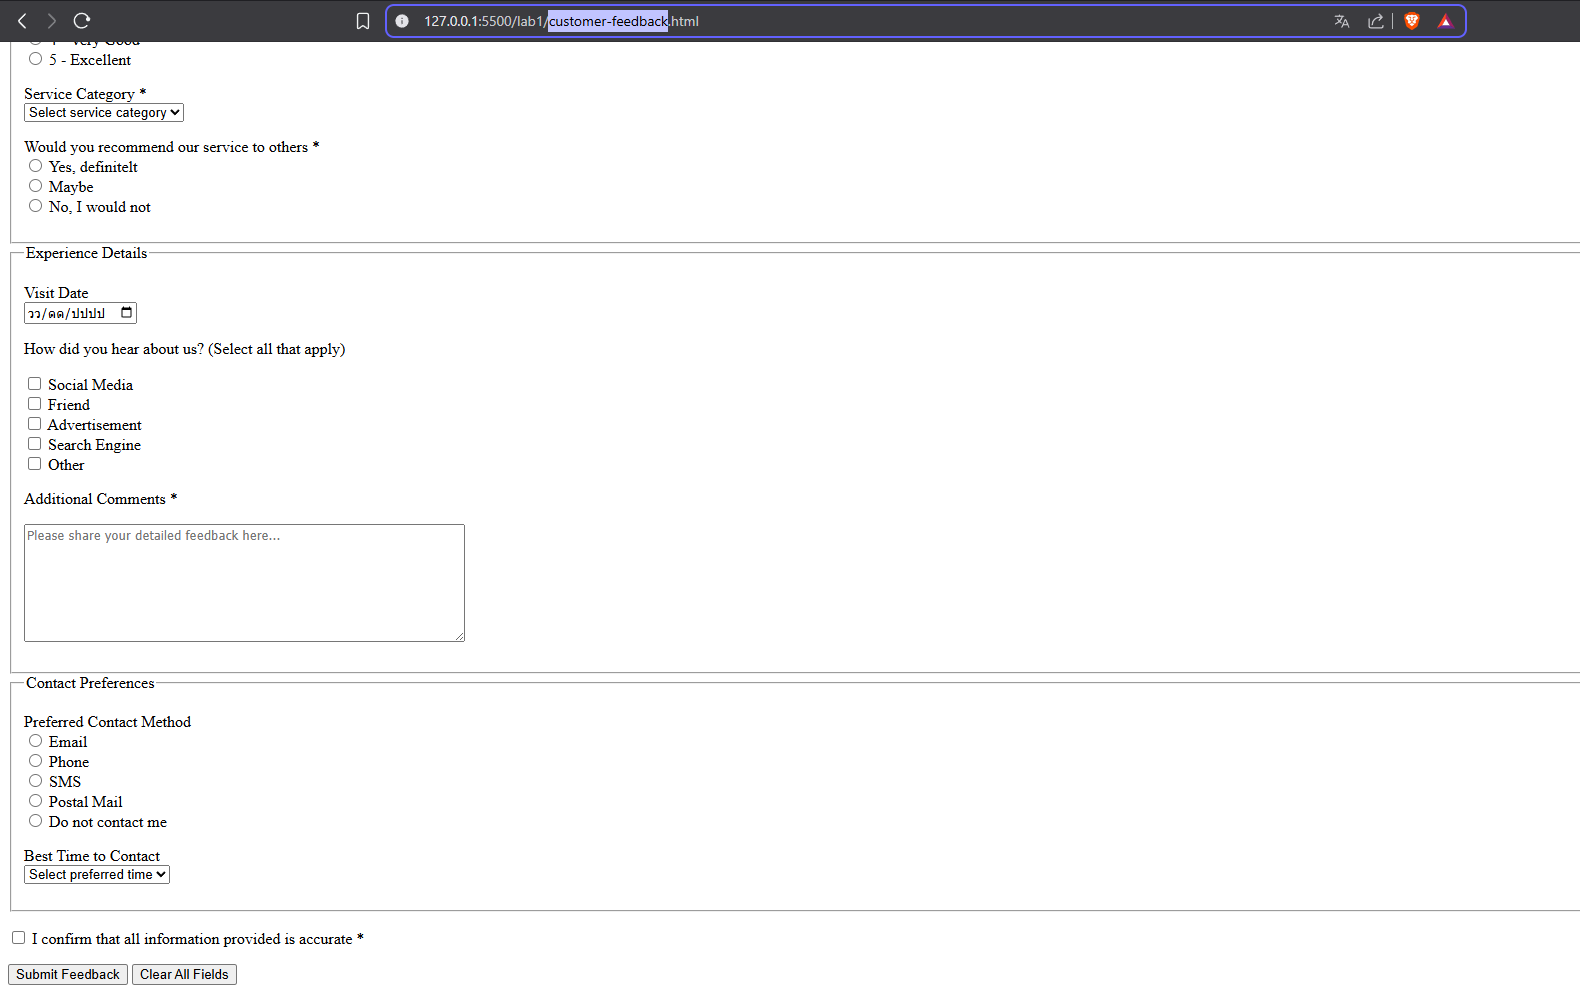 127.0.0.1:5500/lab1/customer-feedback.html
4 - Very Good
5 - Excellent
Service Category *
Select service category
Would you recommend our service to others *
Yes, definitelt
Maybe
No, I would not
Experience Details
Visit Date
วว/ดด/ปปปป
How did you hear about us? (Select all that apply)
Social Media
Friend
Advertisement
Search Engine
Other
Additional Comments *
Please share your detailed feedback here...
Contact Preferences
Preferred Contact Method
Email
Phone
SMS
Postal Mail
Do not contact me
Best Time to Contact
Select preferred time
I confirm that all information provided is accurate *
Submit Feedback Clear All Fields